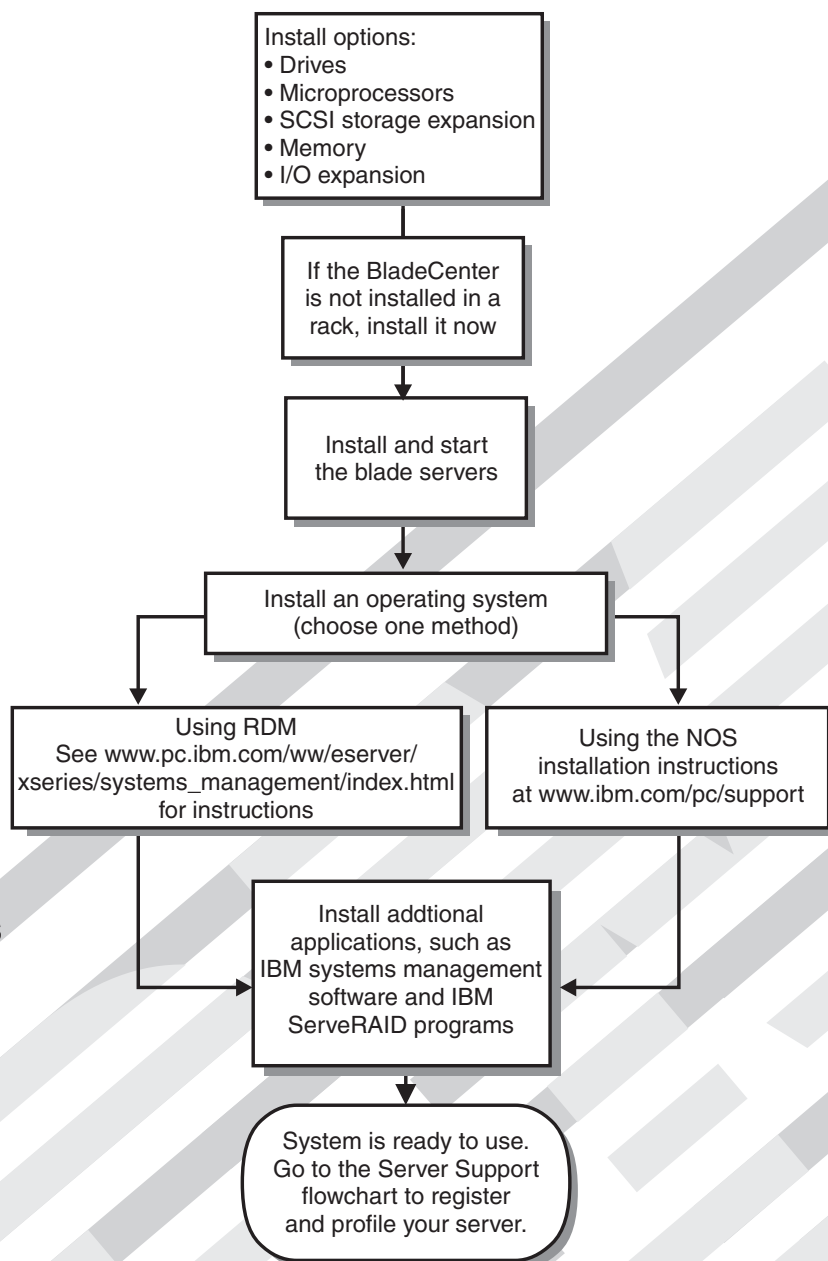 Install options:
• Drives
• Microprocessors
• SCSI storage expansion
• Memory
• I/O expansion
If the BladeCenter
is not installed in a
rack, install it now
Install and start
the blade servers
Install an operating system
(choose one method)
Using RDM
See www.pc.ibm.com/ww/eserver/
xseries/systems_management/index.html
for instructions
Using the NOS
installation instructions
at www.ibm.com/pc/support
Install addtional
applications, such as
IBM systems management
software and IBM
ServeRAID programs
System is ready to use.
Go to the Server Support
flowchart to register
and profile your server.